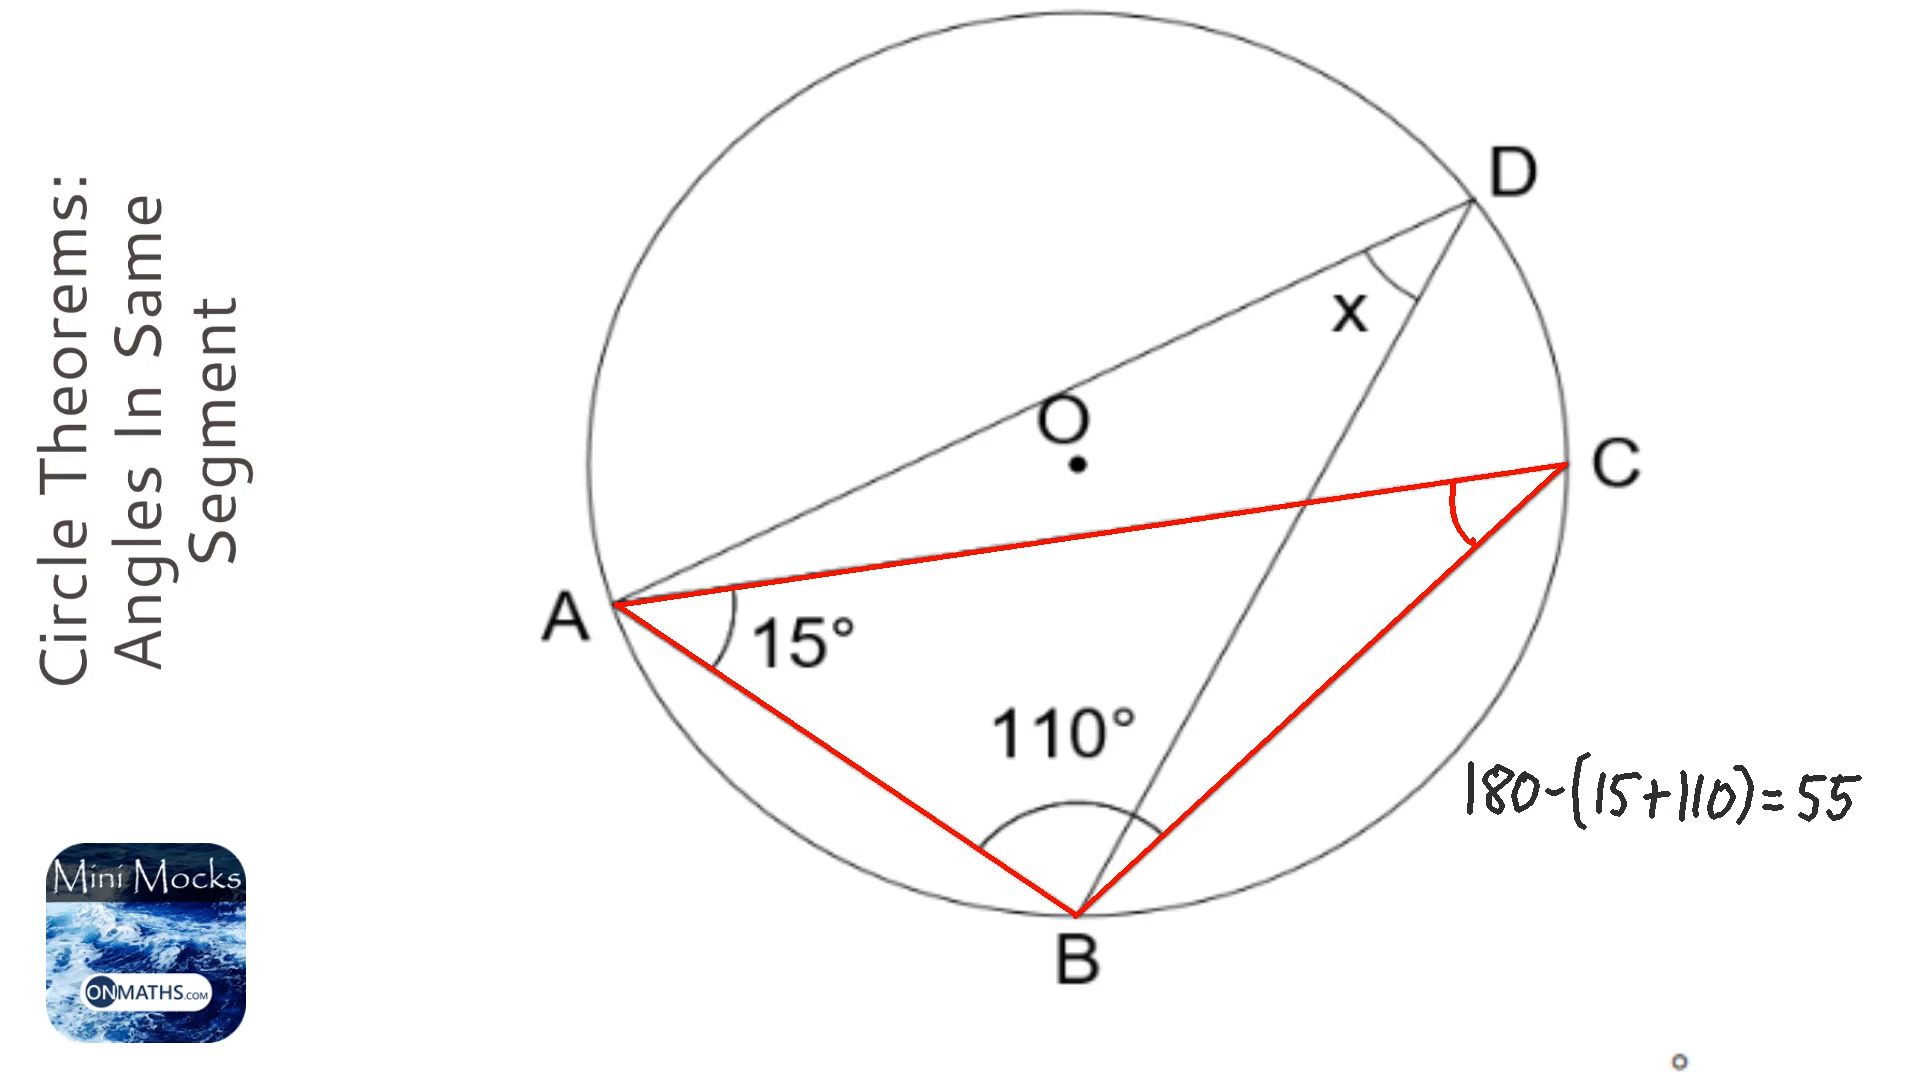 Circle Theorems:
Angles In Same
Segment
D
x
O
C
A
15°
110°
180-(15+110)=55
B
Mini Mocks
ONMATHS.COM